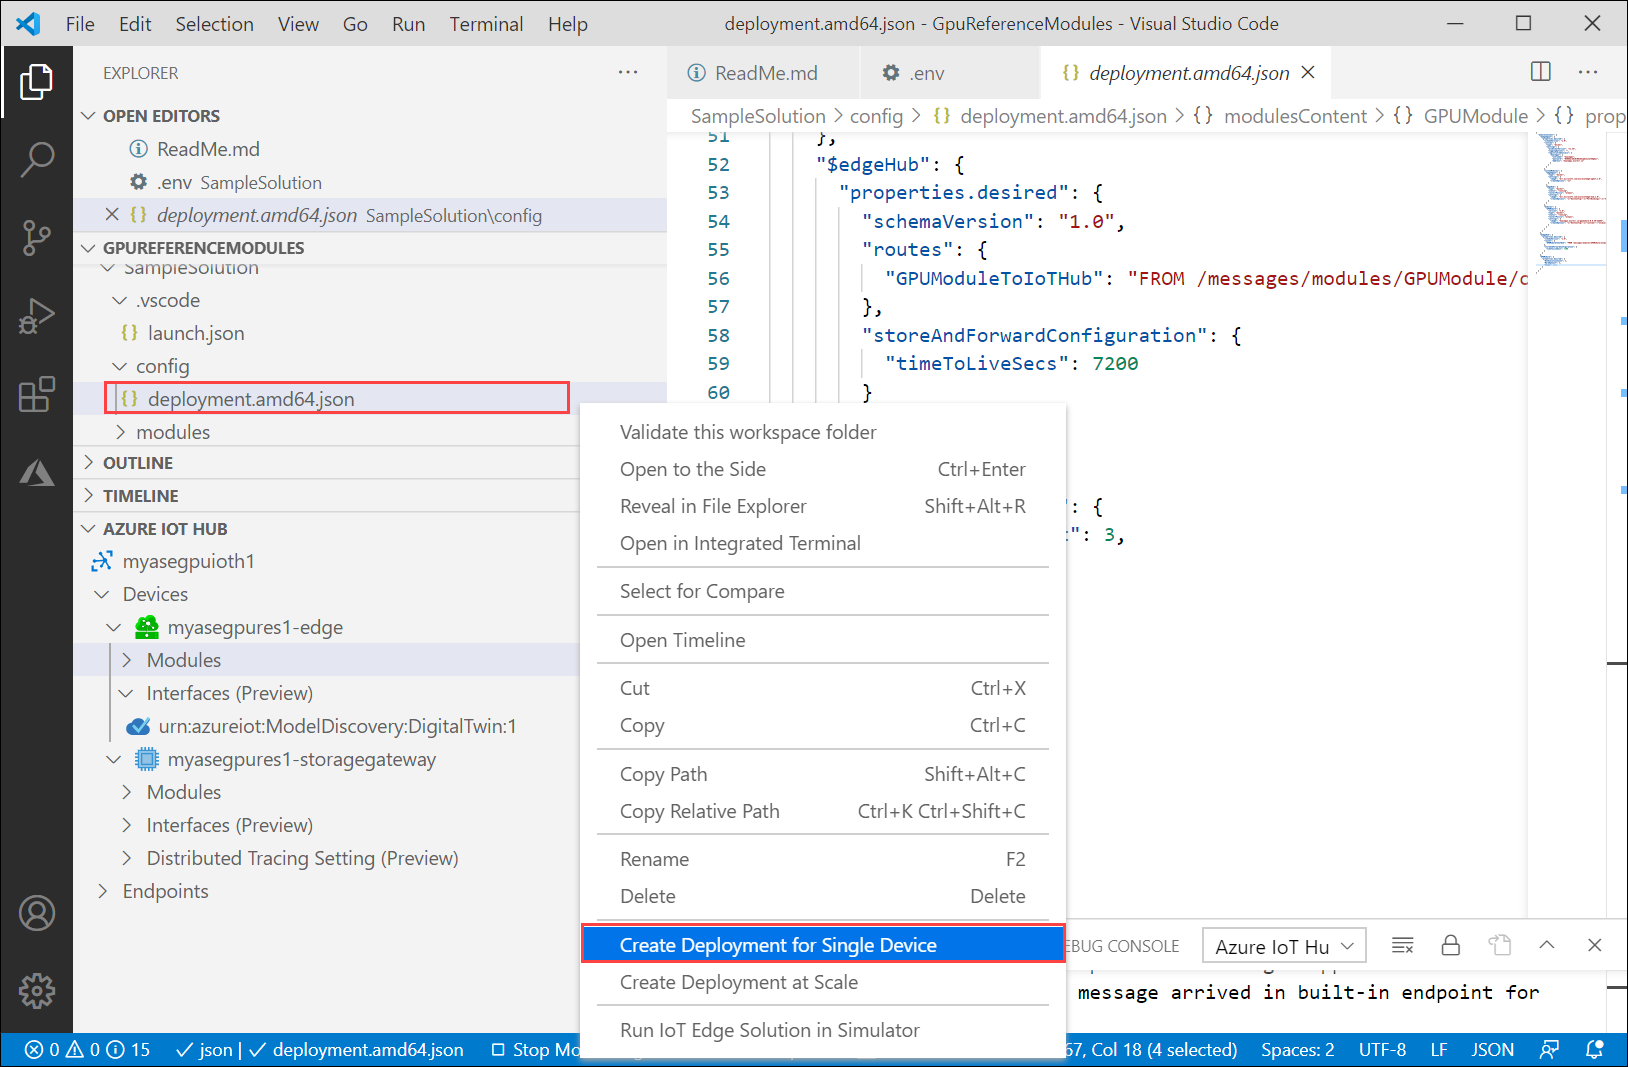 File Edit Selection View Go Run Terminal Help
deployment.amd64.json - GpuReferenceModules - Visual Studio Code
EXPLORER
OPEN EDITORS
ReadMe.md
.env SampleSolution
deployment.amd64.json SampleSolution\config
GPUREFERENCEMODULES
SampleSolution
.vscode
{} launch.json
config
{} deployment.amd64.json
modules
OUTLINE
TIMELINE
AZURE IOT HUB
myasegpuioth1
Devices
myasegpures1-edge
Modules
Interfaces (Preview)
urn:azureiot:ModelDiscovery:DigitalTwin:1
myasegpures1-storagegateway
Modules
Interfaces (Preview)
Distributed Tracing Setting (Preview)
Endpoints
ReadMe.md
.env
{} deployment.amd64.json
SampleSolution > config > {} deployment.amd64.json > {} modulesContent > {} GPUModule > {} prop
51 },
52 "$edgeHub": {
53 "properties.desired": {
54 "schemaVersion": "1.0",
55 "routes": {
56 "GPUModuleToIoTHub": "FROM /messages/modules/GPUModule/
57 },
58 "storeAndForwardConfiguration": {
59 "timeToLiveSecs": 7200
60 }
": {
": 3,
Validate this workspace folder
Open to the Side Ctrl+Enter
Reveal in File Explorer Shift+Alt+R
Open in Integrated Terminal
Select for Compare
Open Timeline
Cut Ctrl+X
Copy Ctrl+C
Copy Path Shift+Alt+C
Copy Relative Path Ctrl+K Ctrl+Shift+C
Rename F2
Delete Delete
Create Deployment for Single Device
Create Deployment at Scale
Run IoT Edge Solution in Simulator
EBUG CONSOLE
Azure IoT Hu
message arrived in built-in endpoint for
0 0 15
json | deployment.amd64.json
Stop Mo
67, Col 18 (4 selected)
Spaces: 2 UTF-8 LF JSON